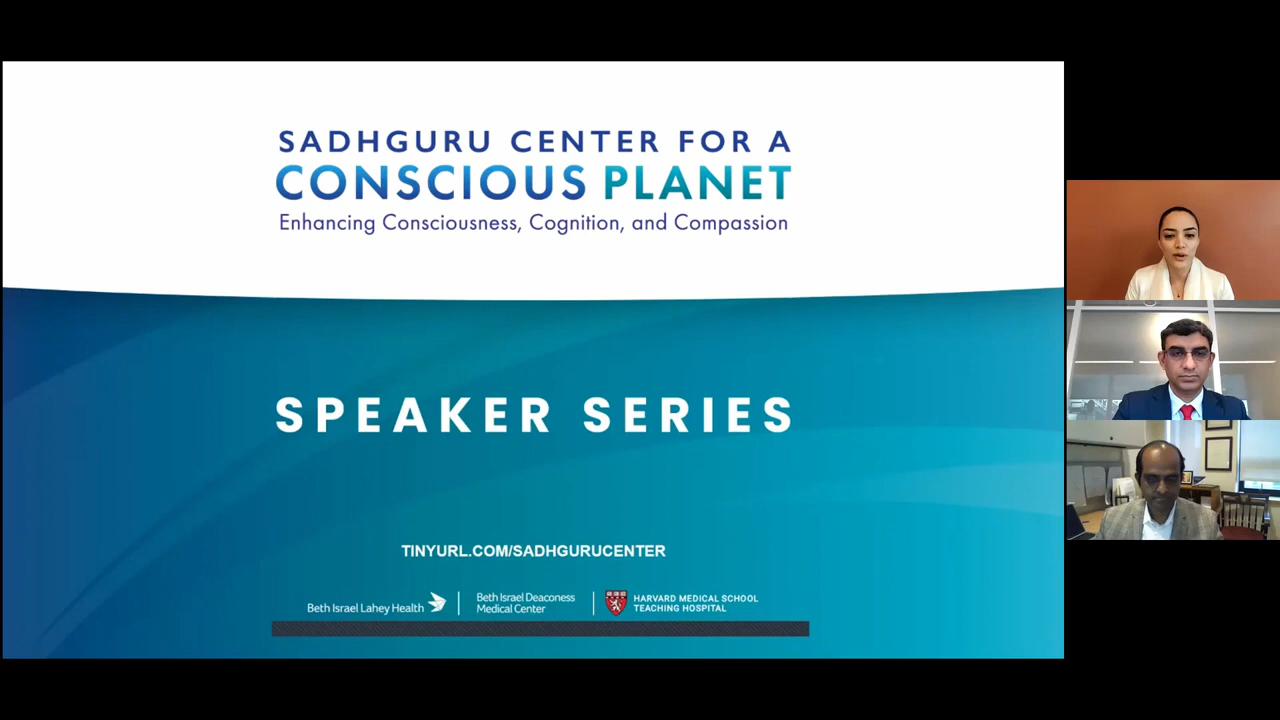 SADHGURU CENTER FOR A
CONSCIOUS PLANET
Enhancing Consciousness, Cognition, and Compassion
SPEAKER SERIES
TINYURL.COM/SADHGURUCENTER
Beth Israel Lahey Health
Beth Israel Deaconess
Medical Center
HARVARD MEDICAL SCHOOL
TEACHING HOSPITAL